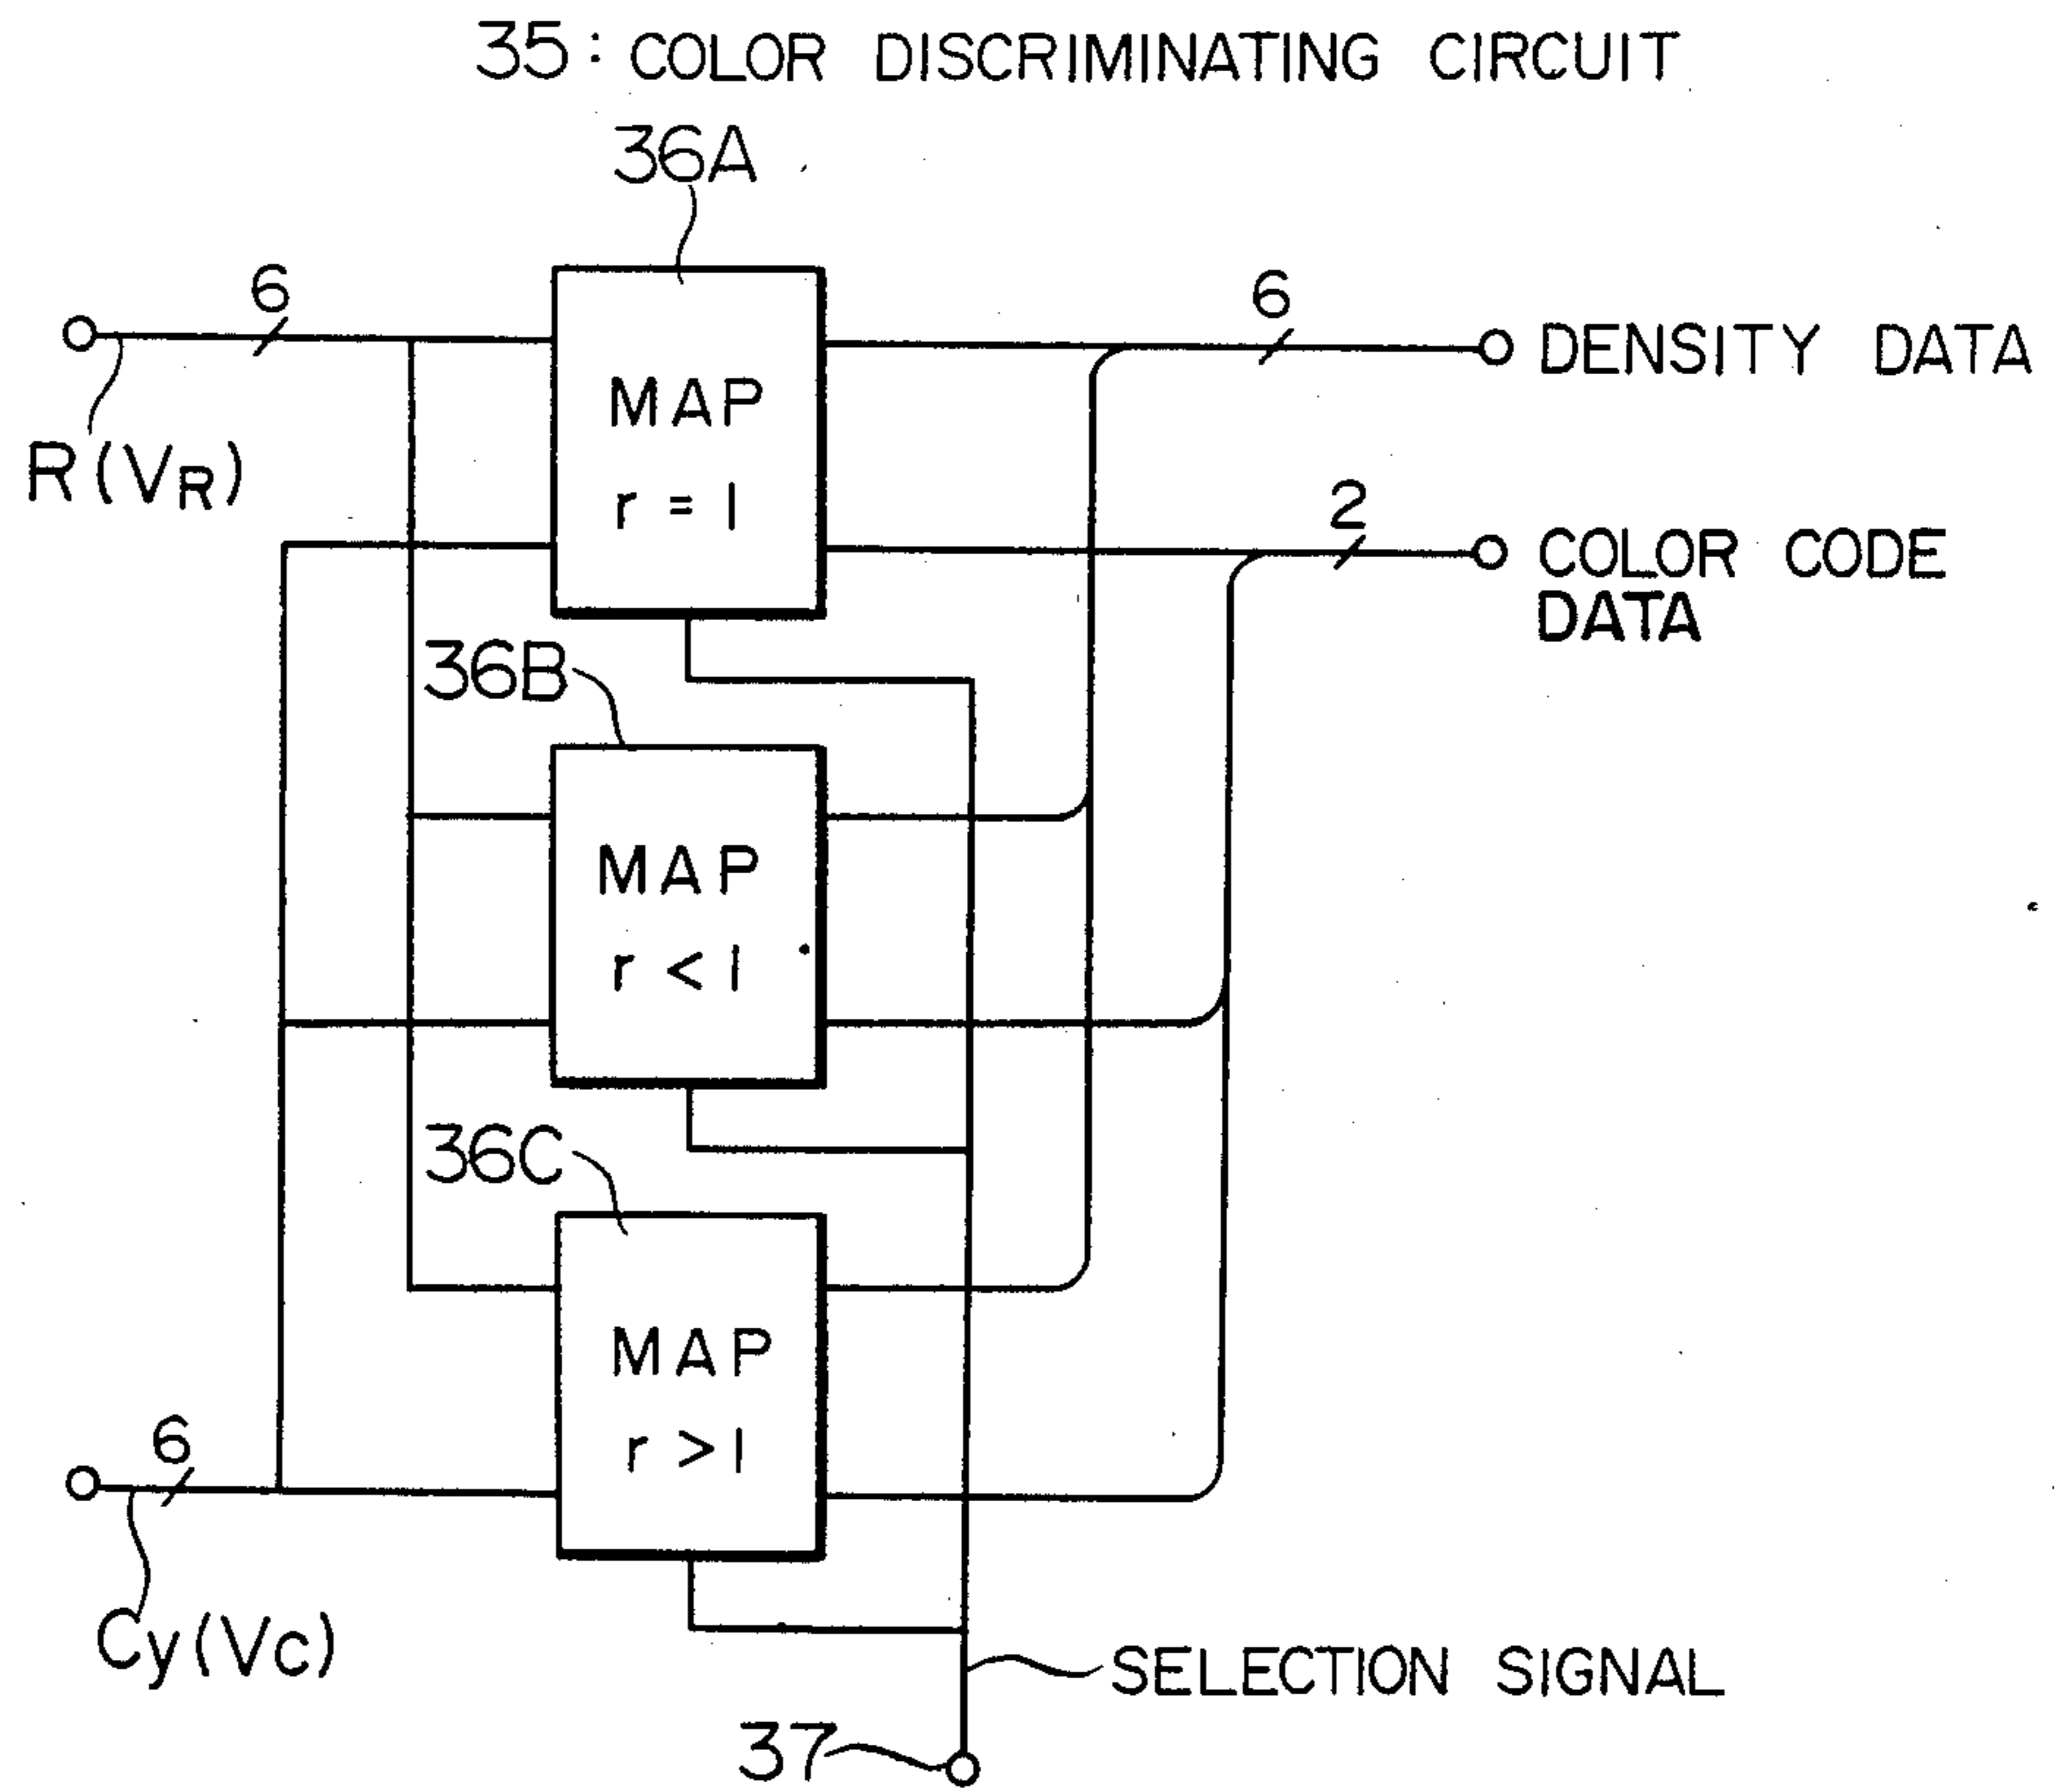 35: COLOR DISCRIMINATING CIRCUIT
36A
6
6
DENSITY DATA
MAP
r = 1
R(VR)
2
COLOR CODE
DATA
36B
MAP
r < 1
36C
MAP
r > 1
6
Cy(Vc)
SELECTION SIGNAL
37